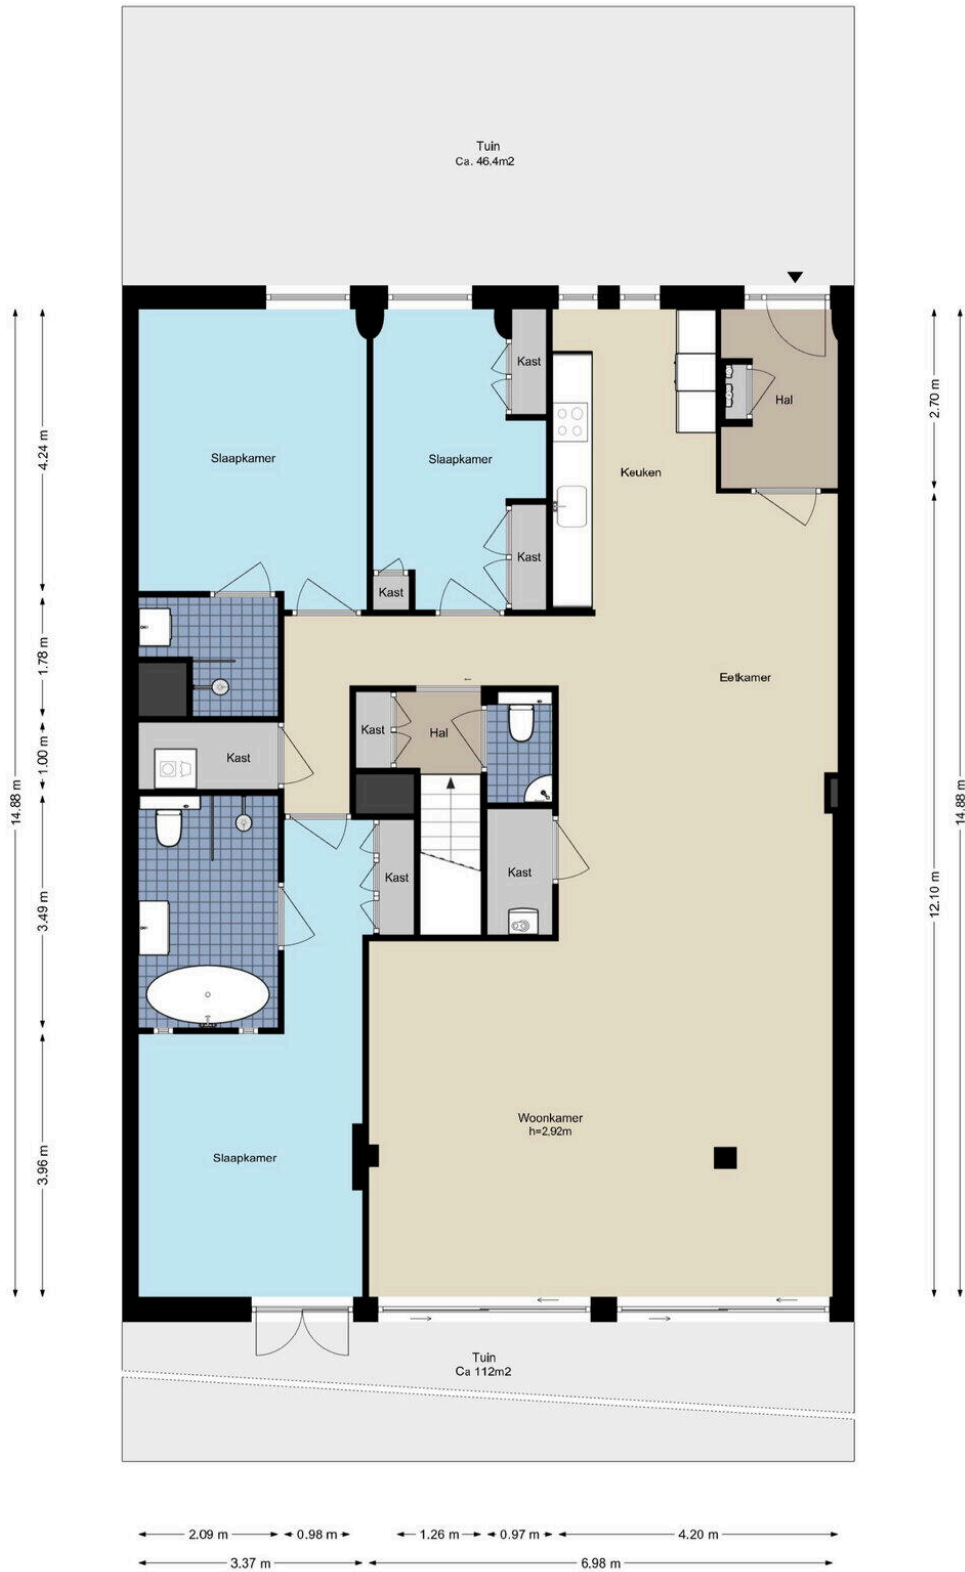 Tuin
Ca. 46.4m2
Kast
Hal
Slaapkamer
Slaapkamer
Keuken
Kast
Kast
Eetkamer
Kast
Hal
Kast
Kast
Kast
Woonkamer
h=2,92m
Slaapkamer
Tuin
Ca 112m2
14.88 m
4.24 m
1.78 m
1.00 m
3.49 m
3.96 m
2.70 m
12.10 m
14.88 m
2.09 m
0.98 m
1.26 m
0.97 m
4.20 m
3.37 m
6.98 m